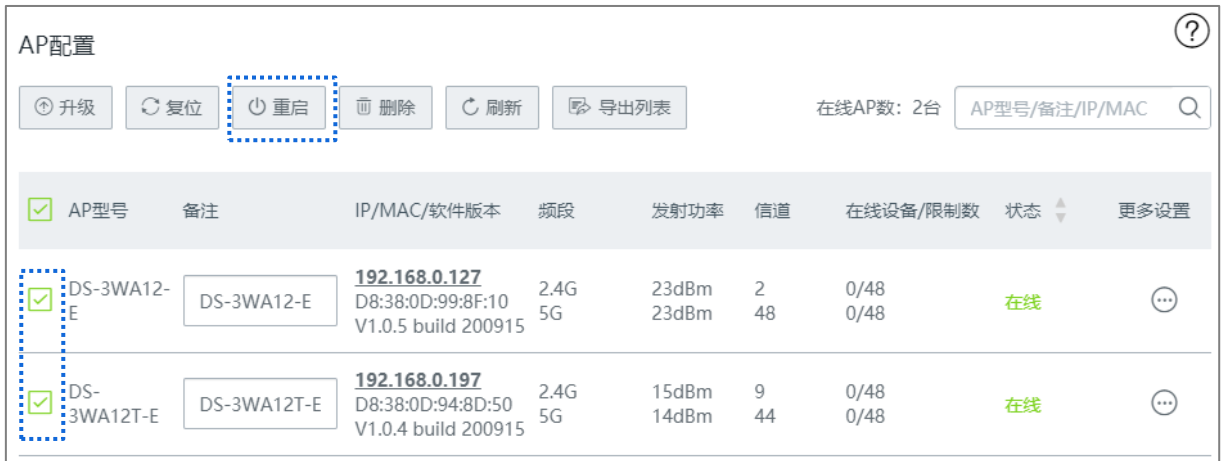 AP配置
?
升级 复位 重启 删除 刷新 导出列表 在线AP数：2台 AP型号/备注/IP/MAC
AP型号 备注 IP/MAC/软件版本 频段 发射功率 信道 在线设备/限制数 状态 更多设置
DS-3WA12-
E
DS-3WA12-E
192.168.0.127
D8:38:0D:99:8F:10
V1.0.5 build 200915
2.4G
5G
23dBm
23dBm
2
48
0/48
0/48
在线
DS-
3WA12T-E
DS-3WA12T-E
192.168.0.197
D8:38:0D:94:8D:50
V1.0.4 build 200915
2.4G
5G
15dBm
14dBm
9
44
0/48
0/48
在线